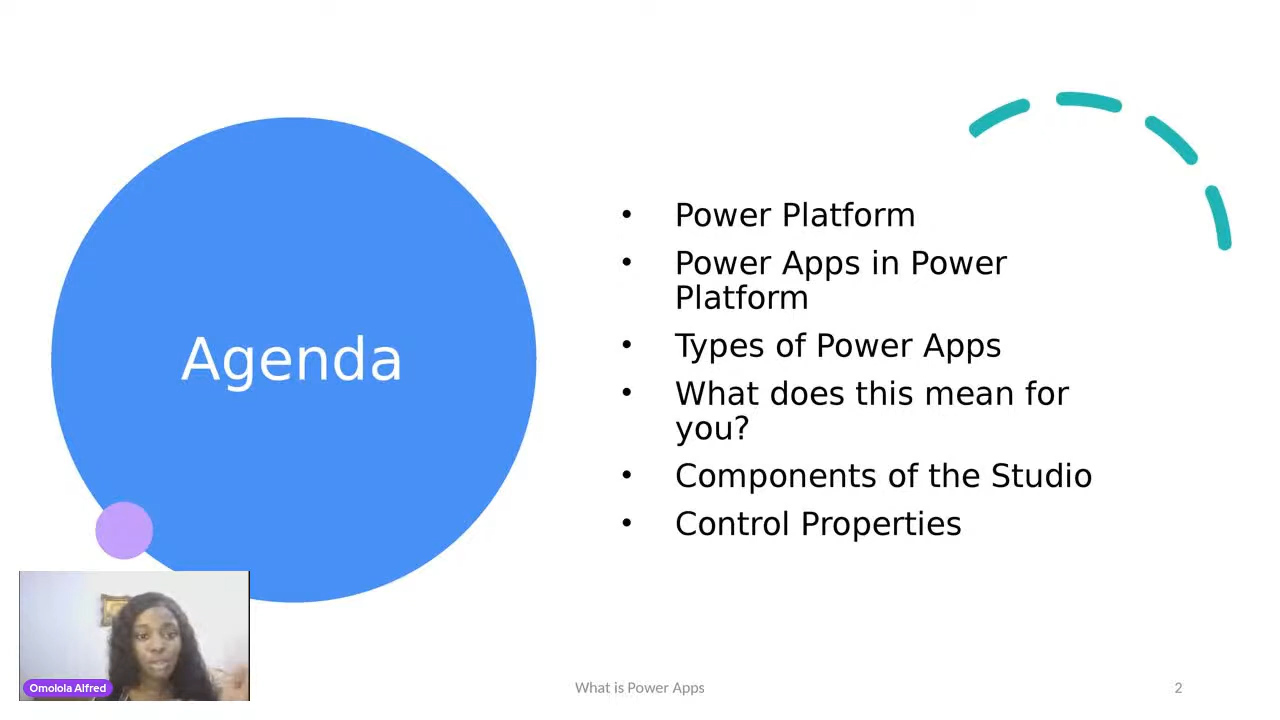 Agenda
• Power Platform
• Power Apps in Power
Platform
• Types of Power Apps
• What does this mean for
you?
• Components of the Studio
• Control Properties
Omolola Alfred
What is Power Apps
2